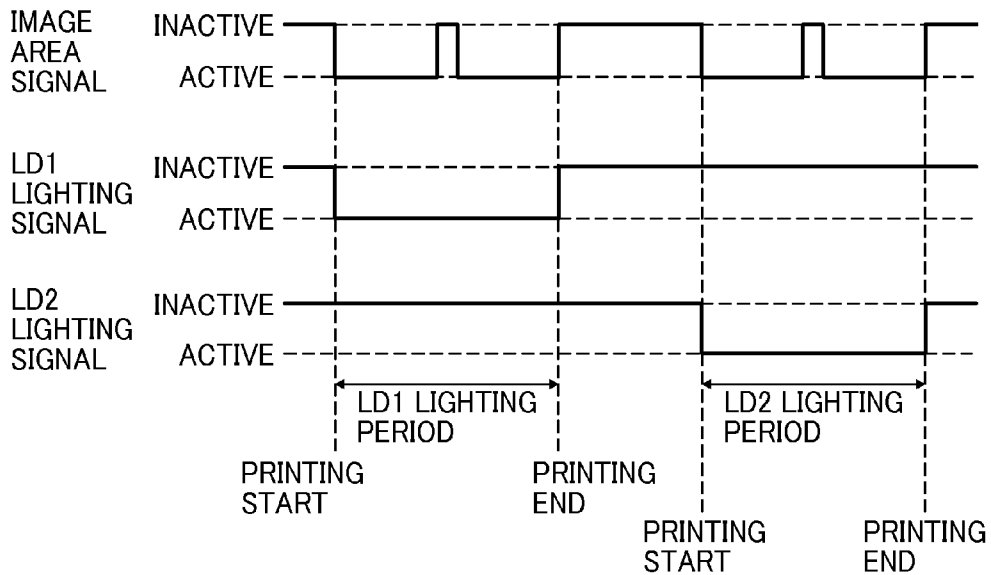 IMAGE
AREA
SIGNAL
INACTIVE
ACTIVE
LD1
LIGHTING
SIGNAL
INACTIVE
ACTIVE
LD2
LIGHTING
SIGNAL
INACTIVE
ACTIVE
LD1 LIGHTING
PERIOD
LD2 LIGHTING
PERIOD
PRINTING
START
PRINTING
END
PRINTING
START
PRINTING
END